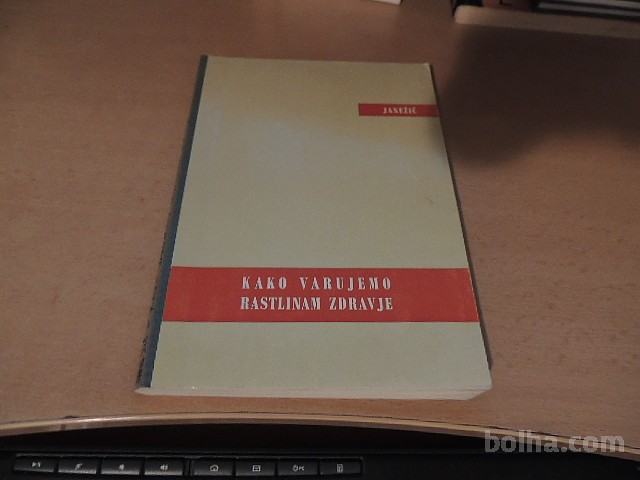 JANEŽIČ
KAKO VARUJEMO
RASTLINAM ZDRAVJE
bolha.com